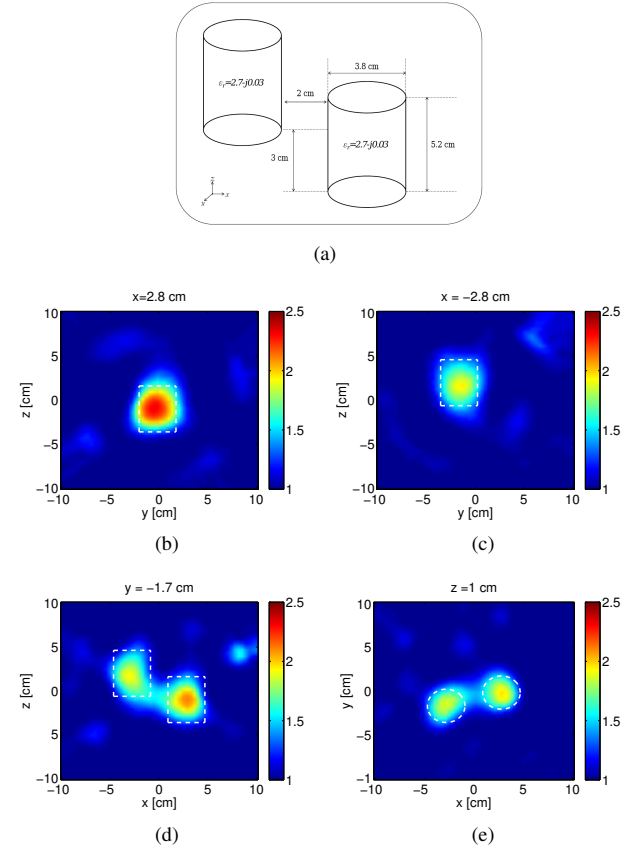 3.8 cm
εr=2.7-j0.03
2 cm
εr=2.7-j0.03
5.2 cm
3 cm
z
x
y
(a)
x=2.8 cm
x = −2.8 cm
10
5
0
−5
−10
−10 −5 0 5 10
z [cm]
y [cm]
2.5
2
1.5
1
10
5
0
−5
−10
−10 −5 0 5 10
z [cm]
y [cm]
2.5
2
1.5
1
(b)
(c)
y = −1.7 cm
z =1 cm
10
5
0
−5
−10
−10 −5 0 5 10
z [cm]
x [cm]
2.5
2
1.5
1
10
5
0
−5
−10
−10 −5 0 5 10
y [cm]
x [cm]
2.5
2
1.5
1
(d)
(e)